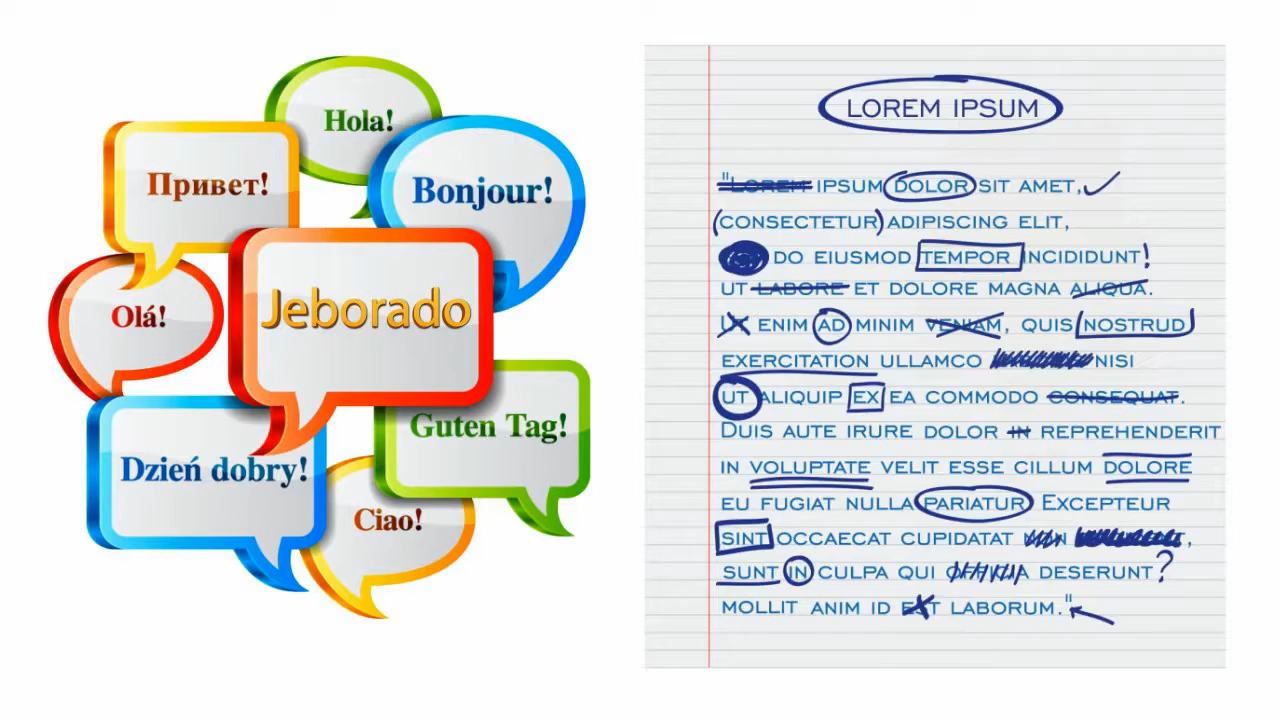 Hola!
Привет!
Bonjour!
Olá!
Jeborado
Guten Tag!
Dzień dobry!
Ciao!
LOREM IPSUM
"LOREM IPSUM DOLOR SIT AMET,
(CONSECTETUR) ADIPISCING ELIT,
DO EIUSMOD TEMPOR INCIDIDUNT!
UT LABORE ET DOLORE MAGNA ALIQUA.
UT ENIM AD MINIM VENIAM, QUIS NOSTRUD
EXERCITATION ULLAMCO NISI
UT ALIQUIP EX EA COMMODO CONSEQUAT.
DUIS AUTE IRURE DOLOR IN REPREHENDERIT
IN VOLUPTATE VELIT ESSE CILLUM DOLORE
EU FUGIAT NULLA PARIATUR EXCEPTEUR
SINT OCCAECAT CUPIDATAT ,
SUNT IN CULPA QUI DESERUNT?
MOLLIT ANIM ID EST LABORUM."